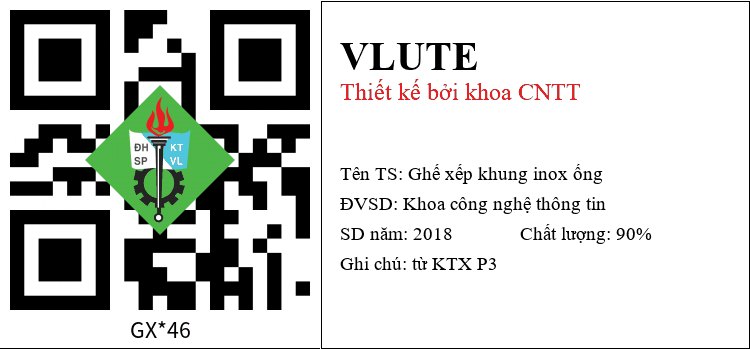 ĐH KT
SP VL
GX*46
VLUTE
Thiết kế bởi khoa CNTT
Tên TS: Ghế xếp khung inox ống
ĐVSD: Khoa công nghệ thông tin
SD năm: 2018 Chất lượng: 90%
Ghi chú: từ KTX P3